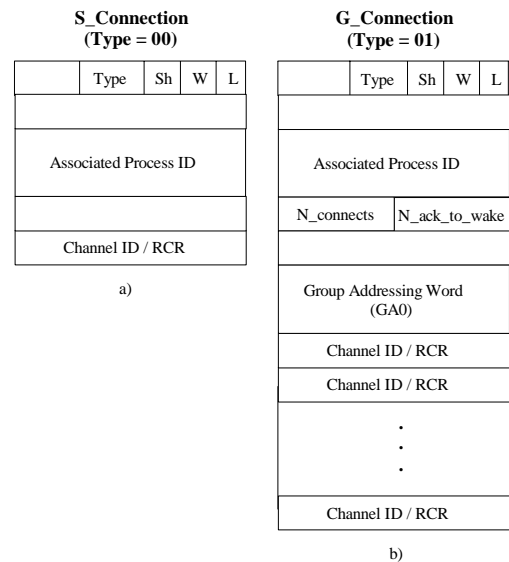 S_Connection
(Type = 00)
Type Sh W L
Associated Process ID
Channel ID / RCR
a)
G_Connection
(Type = 01)
Type Sh W L
Associated Process ID
N_connects N_ack_to_wake
Group Addressing Word
(GA0)
Channel ID / RCR
Channel ID / RCR
.
.
.
Channel ID / RCR
b)